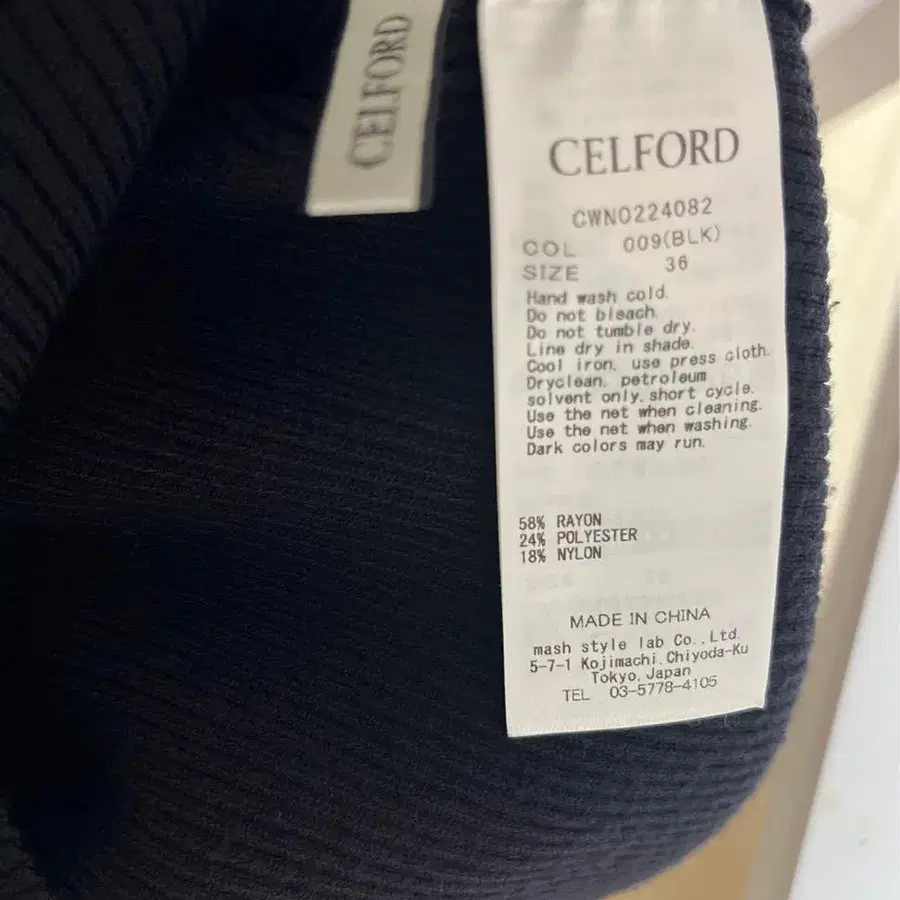 CELFORD
CELFORD
CWNO224082
COL 009(BLK)
SIZE 36
Hand wash cold.
Do not bleach.
Do not tumble dry.
Line dry in shade.
Cool iron, use press cloth.
Dryclean, petroleum
solvent only, short cycle.
Use the net when cleaning.
Use the net when washing.
Dark colors may run.
58% RAYON
24% POLYESTER
18% NYLON
MADE IN CHINA
mash style lab Co., Ltd.
5-7-1 Kojimachi, Chiyoda-Ku
Tokyo, Japan
TEL 03-5778-4105